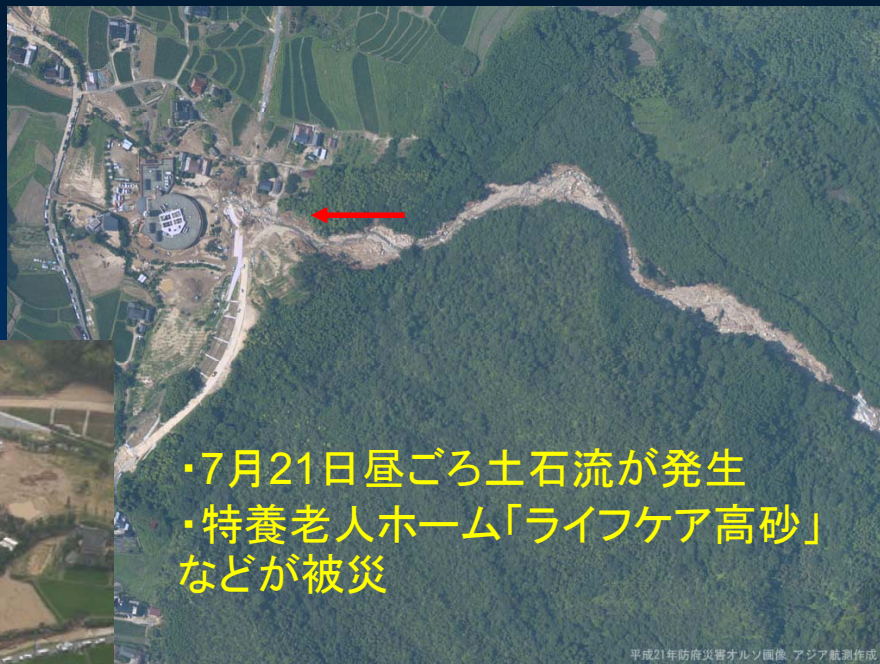 ・7月21日昼ごろ土石流が発生
・特養老人ホーム「ライフケア高砂」
などが被災
平成21年防府災害オルソ画像 アジア航測作成